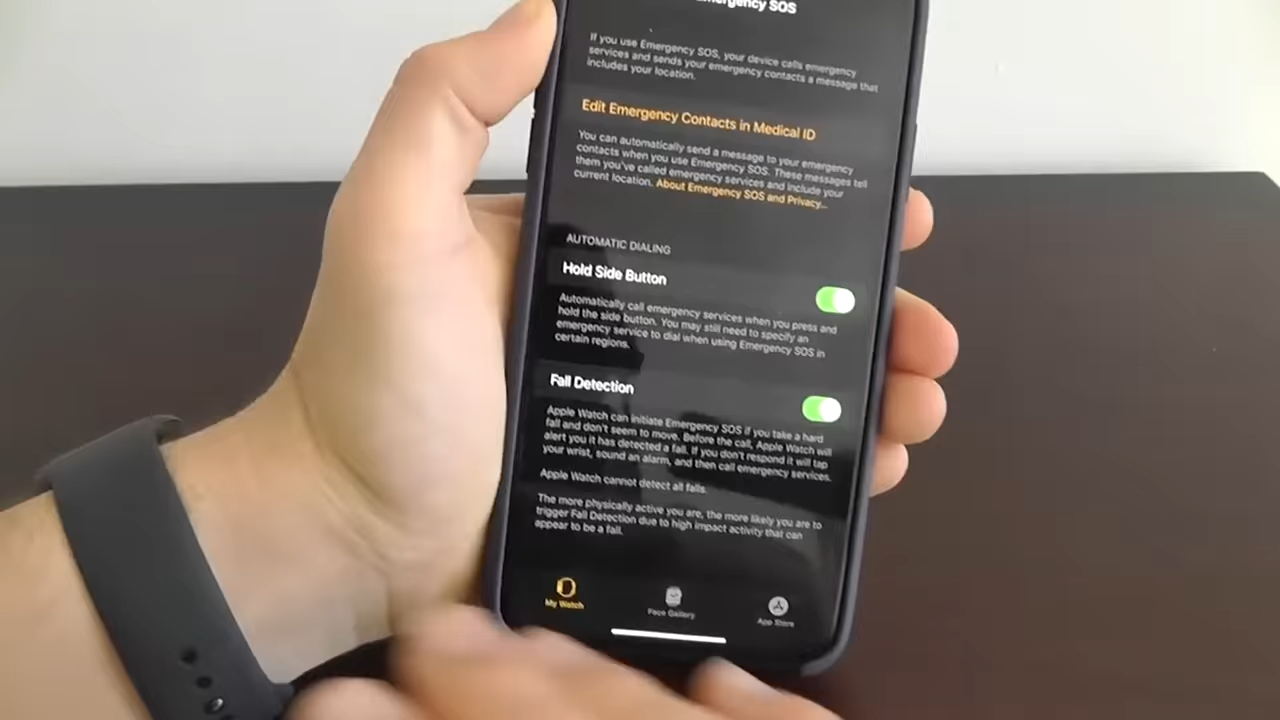 Emergency SOS
If you use Emergency SOS, your device calls emergency
services and sends your emergency contacts a message that
includes your location.
Edit Emergency Contacts in Medical ID
You can automatically send a message to your emergency
contacts when you use Emergency SOS. These messages tell
them you've called emergency services and include your
current location. About Emergency SOS and Privacy...
AUTOMATIC DIALING
Hold Side Button
Automatically call emergency services when you press and
hold the side button. You may still need to specify an
emergency service to dial when using Emergency SOS in
certain regions.
Fall Detection
Apple Watch can initiate Emergency SOS if you take a hard
fall and don't seem to move. Before the call, Apple Watch will
alert you it has detected a fall. If you don't respond it will tap
your wrist, sound an alarm, and then call emergency services.
Apple Watch cannot detect all falls.
The more physically active you are, the more likely you are to
trigger Fall Detection due to high impact activity that can
appear to be a fall.
My Watch
Face Gallery
App Store